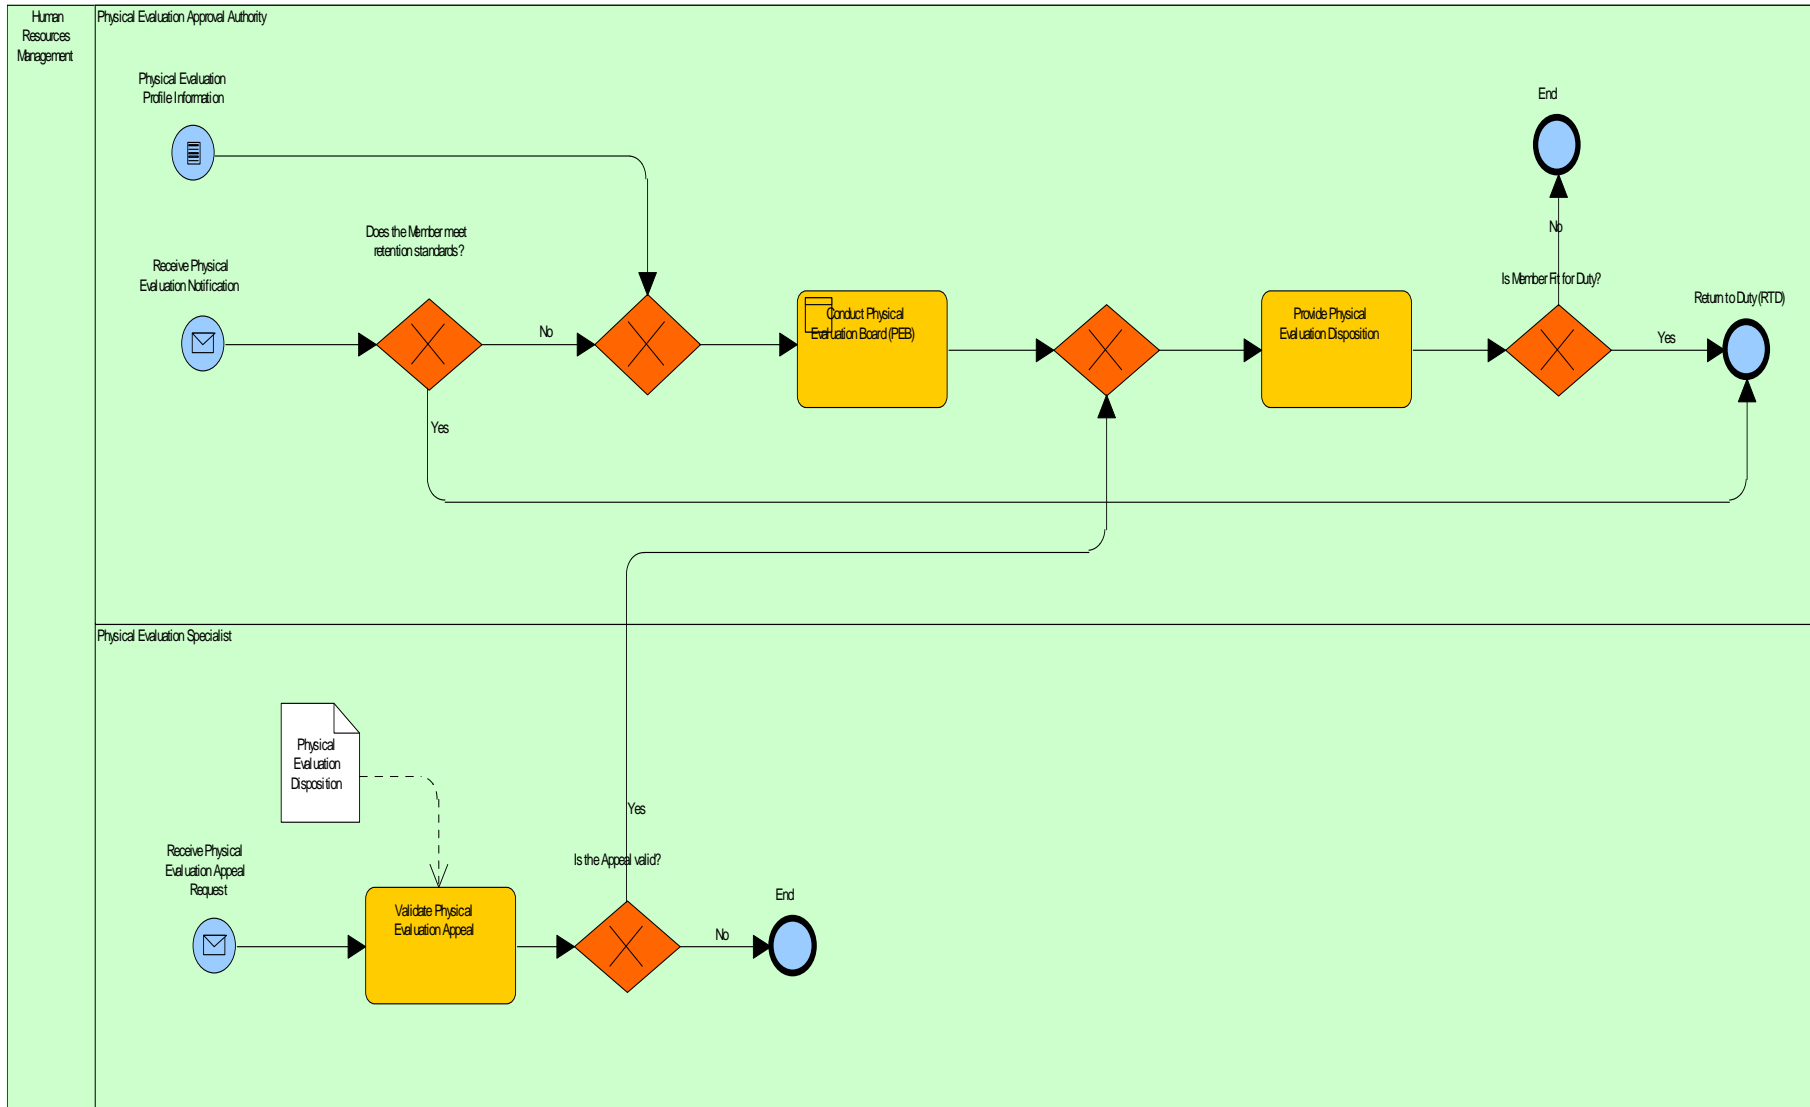 Human
Resources
Management
Physical Evaluation Approval Authority
Physical Evaluation
Profile Information
End
No
Does the Member meet
retention standards?
Receive Physical
Evaluation Notification
No
Conduct Physical
Evaluation Board (PEB)
Provide Physical
Evaluation Disposition
Is Member Fit for Duty?
Return to Duty (RTD)
Yes
Yes
Physical Evaluation Specialist
Physical
Evaluation
Disposition
Yes
Receive Physical
Evaluation Appeal
Request
Is the Appeal valid?
Validate Physical
Evaluation Appeal
No
End